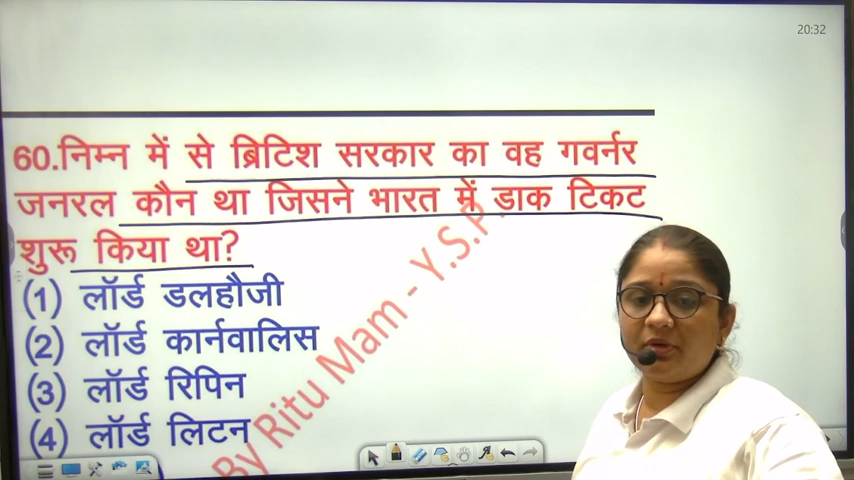 20:32
60.निम्न में से ब्रिटिश सरकार का वह गवर्नर
जनरल कौन था जिसने भारत में डाक टिकट
शुरू किया था?
(1) लॉर्ड डलहौजी
(2) लॉर्ड कार्नवालिस
(3) लॉर्ड रिपिन
(4) लॉर्ड लिटन
By Ritu Mam - Y.S.P.